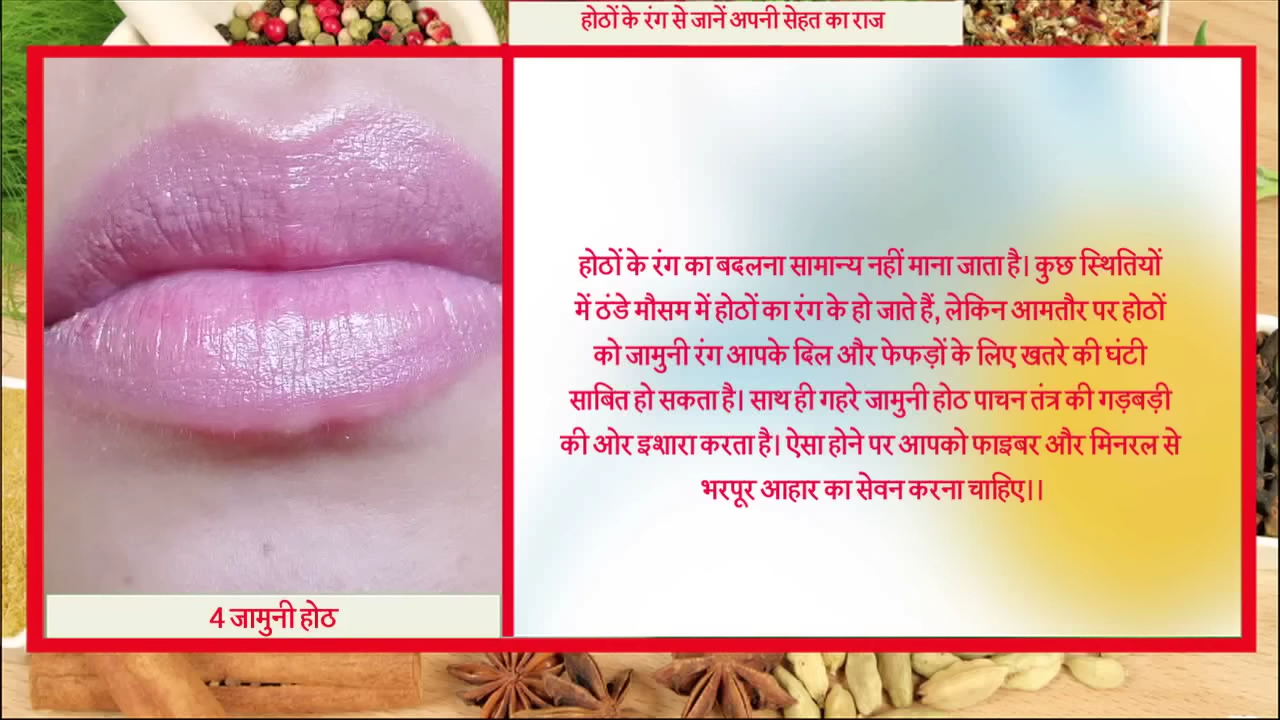 होठों के रंग से जानें अपनी सेहत का राज
होठों के रंग का बदलना सामान्य नहीं माना जाता है। कुछ स्थितियों
में ठंडे मौसम में होठों का रंग के हो जाते हैं, लेकिन आमतौर पर होठों
को जामुनी रंग आपके दिल और फेफड़ों के लिए खतरे की घंटी
साबित हो सकता है। साथ ही गहरे जामुनी होठ पाचन तंत्र की गड़बड़ी
की ओर इशारा करता है। ऐसा होने पर आपको फाइबर और मिनरल से
भरपूर आहार का सेवन करना चाहिए।।
4 जामुनी होठ